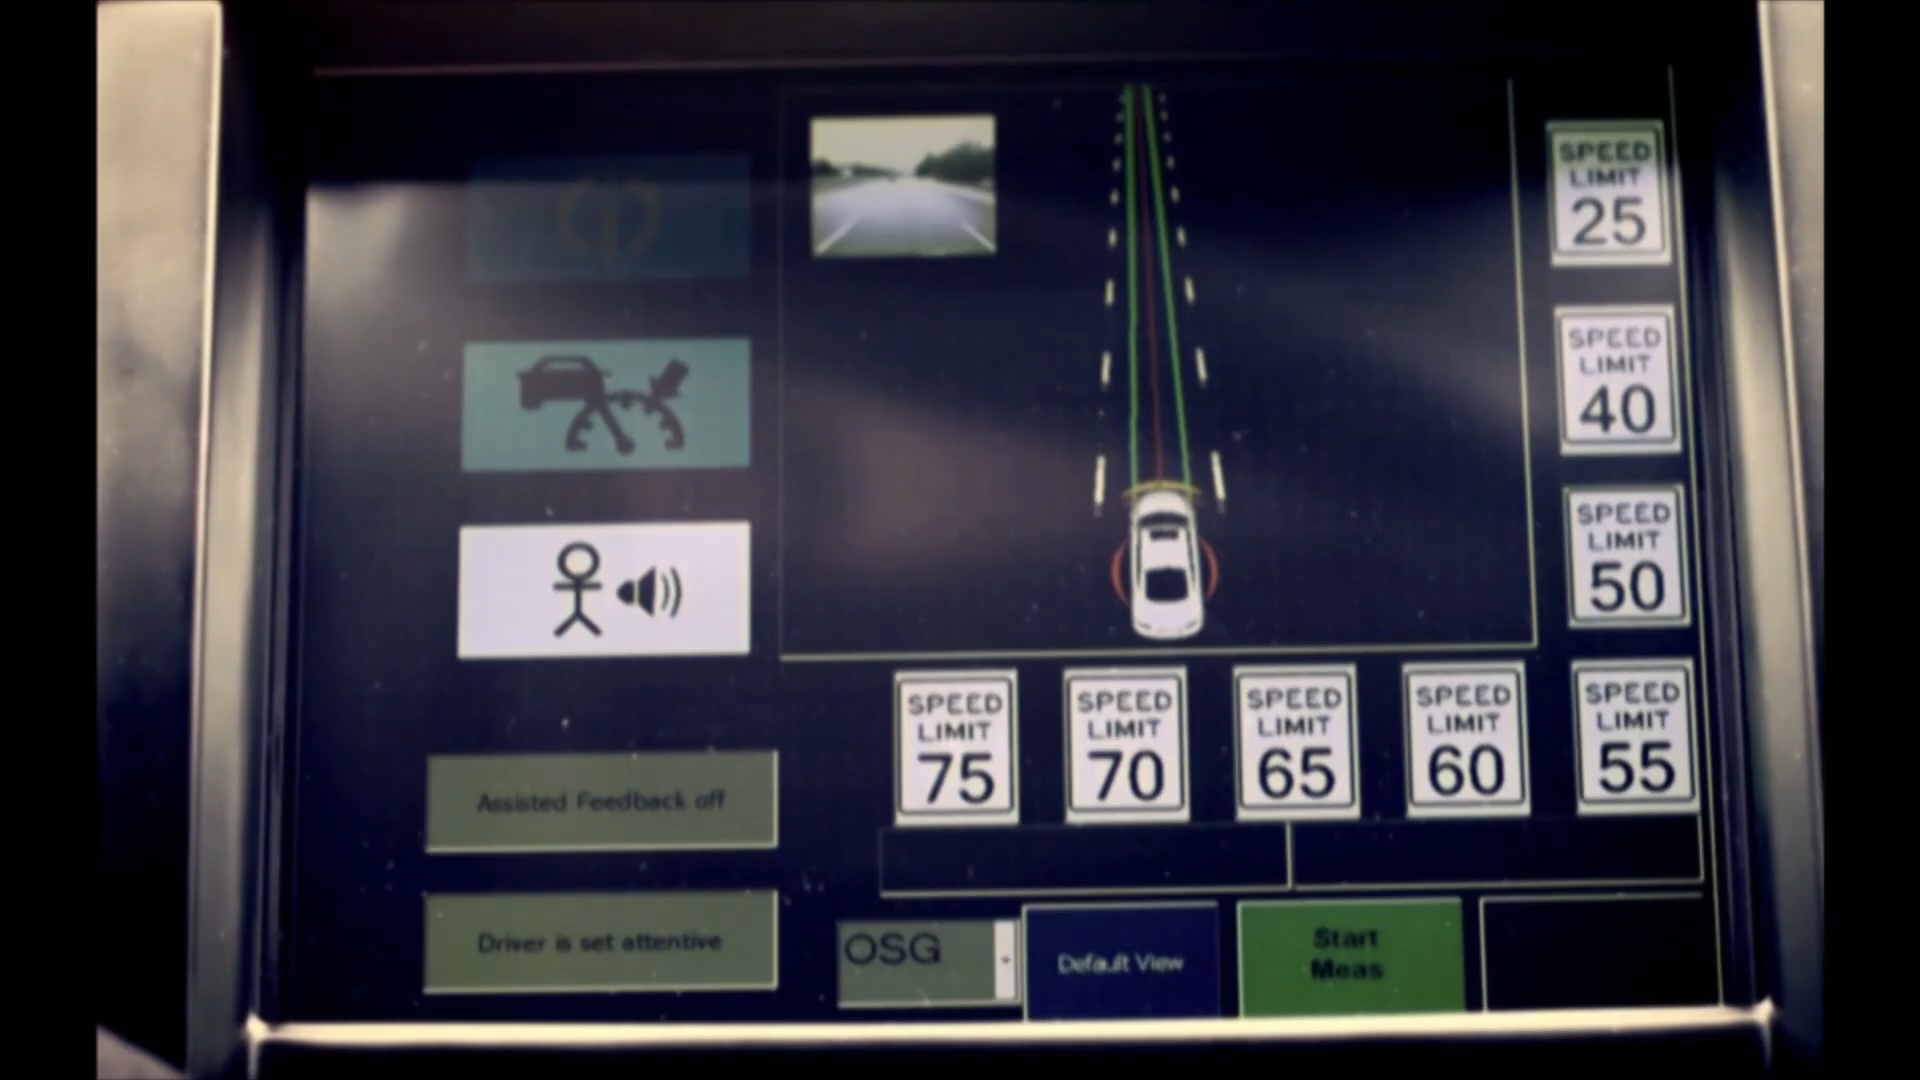 SPEED
LIMIT
25
SPEED
LIMIT
40
SPEED
LIMIT
50
SPEED
LIMIT
75
SPEED
LIMIT
70
SPEED
LIMIT
65
SPEED
LIMIT
60
SPEED
LIMIT
55
Assisted Feedback off
Driver is set attentive
OSG
Default View
Start
Meas